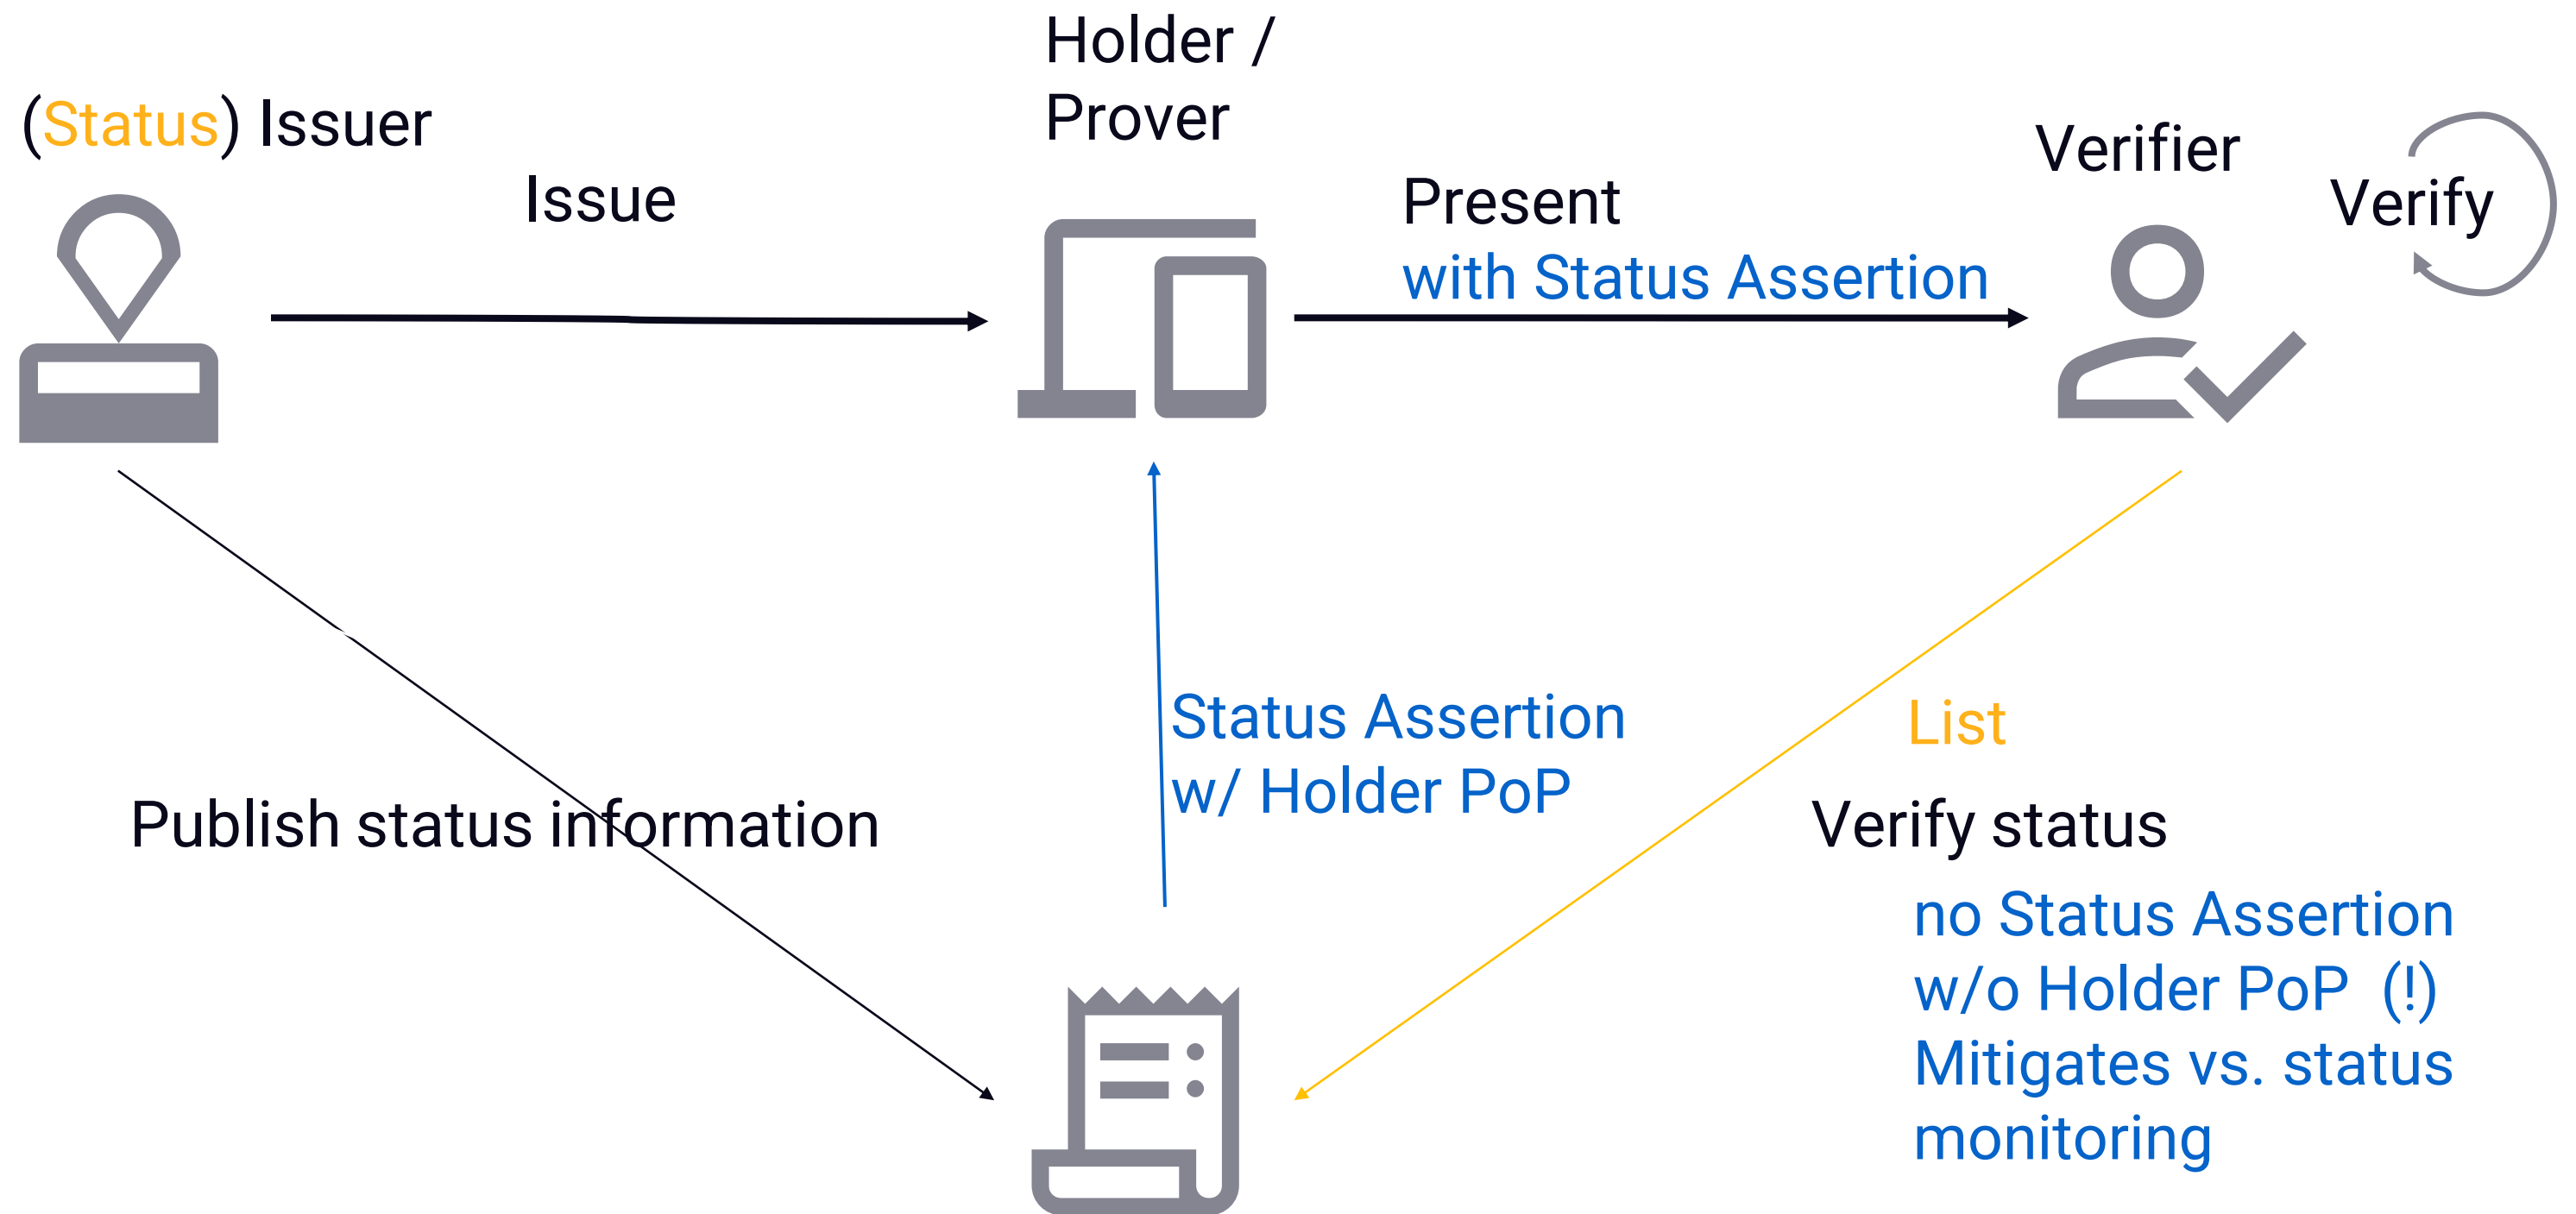 Holder /
Prover
(Status) Issuer
Verifier
Verify
Issue
Present
with Status Assertion
Status Assertion
w/ Holder PoP
List
Publish status information
Verify status
no Status Assertion
w/o Holder PoP (!)
Mitigates vs. status
monitoring